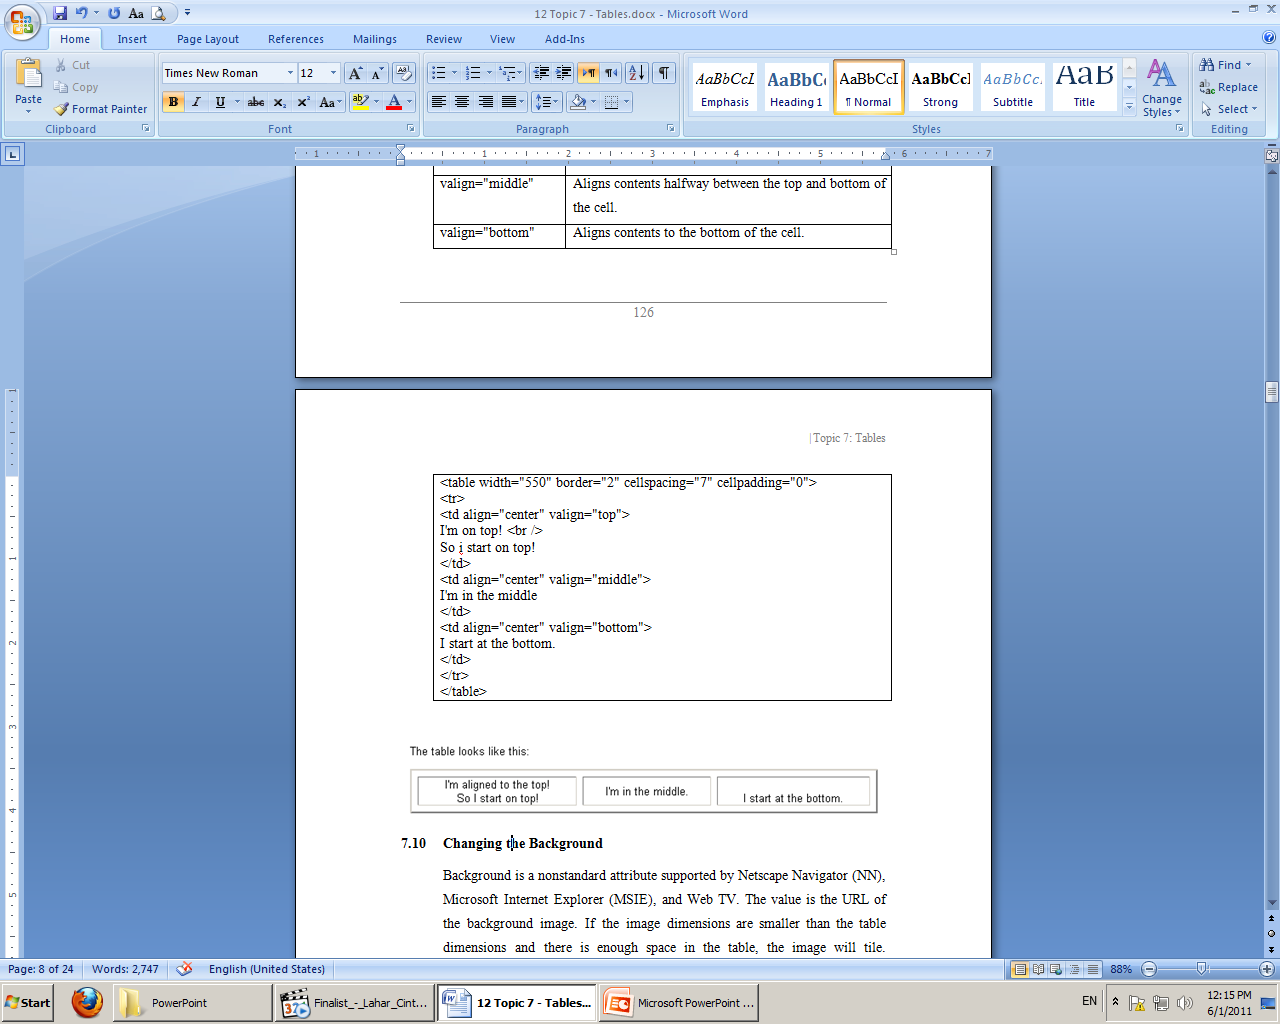 12 Topic 7 - Tables.docx - Microsoft Word
Home Insert Page Layout References Mailings Review View Add-Ins
Paste
Cut
Copy
Format Painter
Clipboard
Times New Roman 12
Font
Paragraph
AaBbCcI AaBbCc AaBbCcI AaBbCcI AaBbCc. AaB
Emphasis Heading 1 ¶ Normal Strong Subtitle Title
Change Styles
Styles
Find
Replace
Select
Editing
1 1 2 3 4 5 6 7
valign="middle" Aligns contents halfway between the top and bottom of
the cell.
valign="bottom" Aligns contents to the bottom of the cell.
126
|Topic 7: Tables
<table width="550" border="2" cellspacing="7" cellpadding="0">
<tr>
<td align="center" valign="top">
I'm on top! <br />
So i start on top!
</td>
<td align="center" valign="middle">
I'm in the middle
</td>
<td align="center" valign="bottom">
I start at the bottom.
</td>
</tr>
</table>
The table looks like this:
I'm aligned to the top!
So I start on top!
I'm in the middle.
I start at the bottom.
7.10 Changing the Background
Background is a nonstandard attribute supported by Netscape Navigator (NN),
Microsoft Internet Explorer (MSIE), and Web TV. The value is the URL of
the background image. If the image dimensions are smaller than the table
dimensions and there is enough space in the table, the image will tile.
Page: 8 of 24 Words: 2,747 English (United States) 88%
Start PowerPoint Finalist_-_Lahar_Cint... 12 Topic 7 - Tables... Microsoft PowerPoint ... EN 12:15 PM
6/1/2011